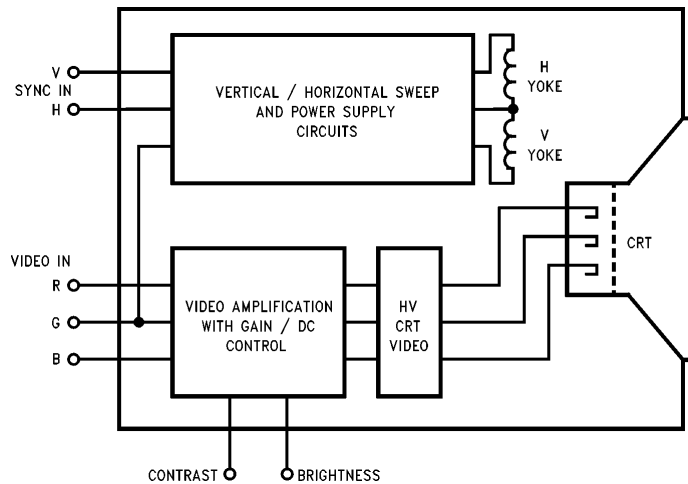 V
SYNC IN
H
VERTICAL / HORIZONTAL SWEEP
AND POWER SUPPLY
CIRCUITS
H
YOKE
V
YOKE
CRT
VIDEO IN
R
G
B
VIDEO AMPLIFICATION
WITH GAIN / DC
CONTROL
HV
CRT
VIDEO
CONTRAST
BRIGHTNESS